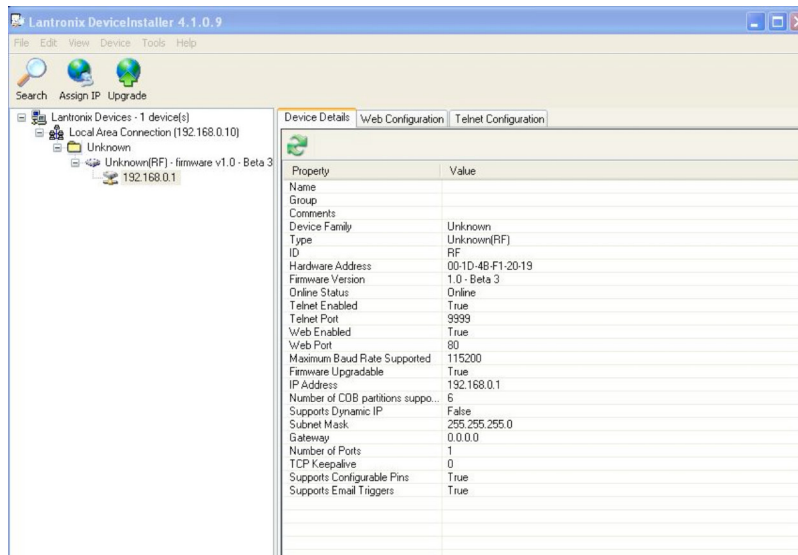 Lantronix DeviceInstaller 4.1.0.9
File Edit View Device Tools Help
Search Assign IP Upgrade
Lantronix Devices - 1 device(s)
Local Area Connection (192.168.0.10)
Unknown
Unknown(RF) - firmware v1.0 - Beta 3
192.168.0.1
Device Details Web Configuration Telnet Configuration
Property Value
Name
Group
Comments
Device Family Unknown
Type Unknown(RF)
ID RF
Hardware Address 00-1D-4B-F1-20-19
Firmware Version 1.0 - Beta 3
Online Status Online
Telnet Enabled True
Telnet Port 9999
Web Enabled True
Web Port 80
Maximum Baud Rate Supported 115200
Firmware Upgradable True
IP Address 192.168.0.1
Number of COB partitions suppo... 6
Supports Dynamic IP False
Subnet Mask 255.255.255.0
Gateway 0.0.0.0
Number of Ports 1
TCP Keepalive 0
Supports Configurable Pins True
Supports Email Triggers True